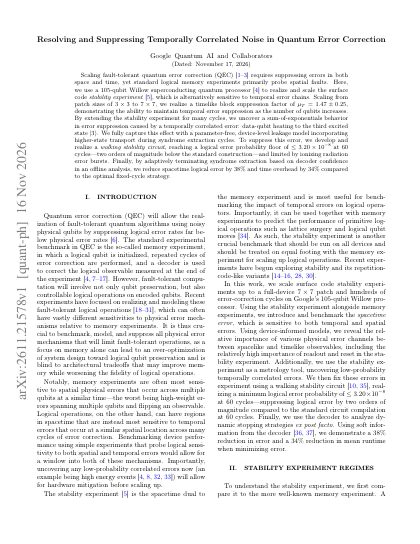 Resolving and Suppressing Temporally Correlated Noise in Quantum Error Correction
Google Quantum AI and Collaborators
(Dated: November 17, 2026)
Scaling fault-tolerant quantum error correction (QEC) [1–3] requires suppressing errors in both
space and time, yet standard logical memory experiments primarily probe spatial faults. Here,
we use a 105-qubit Willow superconducting quantum processor [4] to realize and scale the surface
code stability experiment [5], which is alternatively sensitive to temporal error chains. Scaling from
patch sizes of 3 × 3 to 7 × 7, we realize a timelike block suppression factor of μT = 1.47 ± 0.25,
demonstrating the ability to maintain temporal error suppression as the number of qubits increases.
By extending the stability experiment for many cycles, we uncover a sum-of-exponentials behavior
in error suppression caused by a temporally correlated error: data-qubit heating to the third excited
state |3⟩. We fully capture this effect with a parameter-free, device-level leakage model incorporating
higher-state transport during syndrome extraction cycles. To suppress this error, we develop and
realize a walking stability circuit, reaching a logical error probability floor of ≤ 3.20 × 10⁻⁸ at 60
cycles—two orders of magnitude below the standard construction—and limited by ionizing radiation
error bursts. Finally, by adaptively terminating syndrome extraction based on decoder confidence
in an offline analysis, we reduce spacetime logical error by 38% and time overhead by 34% compared
to the optimal fixed-cycle strategy.
I. INTRODUCTION
Quantum error correction (QEC) will allow the real-
ization of fault-tolerant quantum algorithms using noisy
physical qubits by suppressing logical error rates far be-
low physical error rates [6]. The standard experimental
benchmark in QEC is the so-called memory experiment,
in which a logical qubit is initialized, repeated cycles of
error correction are performed, and a decoder is used
to correct the logical observable measured at the end of
the experiment [4, 7–17]. However, fault-tolerant compu-
tation will involve not only qubit preservation, but also
controllable logical operations on encoded qubits. Recent
experiments have focused on realizing and modeling these
fault-tolerant logical operations [18–31], which can often
have vastly different sensitivities to physical error mech-
anisms relative to memory experiments. It is thus cru-
cial to benchmark, model, and suppress all physical error
mechanisms that will limit fault-tolerant operations, as
a focus on memory alone can lead to an over-optimization
of system design toward logical qubit preservation and is
blind to architectural tradeoffs that may improve mem-
ory while worsening the fidelity of logical operations.
Notably, memory experiments are often most sensi-
tive to spatial physical errors that occur across multiple
qubits at a similar time—the worst being high-weight er-
rors spanning multiple qubits and flipping an observable.
Logical operations, on the other hand, can have regions
in spacetime that are instead most sensitive to temporal
errors that occur at a similar spatial location across many
cycles of error correction. Benchmarking device perfor-
mance using simple experiments that probe logical sensi-
tivity to both spatial and temporal errors would allow for
a window into both of these mechanisms. Importantly,
uncovering any low-probability correlated errors now (an
example being high energy events [4, 8, 32, 33]) will allow
for hardware mitigation before scaling up.
The stability experiment [5] is the spacetime dual to
the memory experiment and is most useful for bench-
marking the impact of temporal errors on logical opera-
tions. Importantly, it can be used together with memory
experiments to predict the performance of primitive log-
ical operations such as lattice surgery and logical qubit
moves [34]. As such, the stability experiment is another
crucial benchmark that should be run on all devices and
should be treated on equal footing with the memory ex-
periment for scaling up logical operations. Recent exper-
iments have begun exploring stability and its repetition-
code-like variants [14–16, 28, 30].
In this work, we scale surface code stability experi-
ments up to a full-device 7 × 7 patch and hundreds of
error-correction cycles on Google's 105-qubit Willow pro-
cessor. Using the stability experiment alongside memory
experiments, we introduce and benchmark the spacetime
error, which is sensitive to both spatial and temporal
errors. Using device-informed models, we reveal the rel-
ative importance of various physical error channels be-
tween spacelike and timelike observables, including the
relatively high importance of readout and reset in the sta-
bility experiment. Additionally, we use the stability ex-
periment as a metrology tool, uncovering low-probability
temporally correlated errors. We then fix these errors in
experiment using a walking stability circuit [10, 35], real-
izing a minimum logical error probability of ≤ 3.20×10⁻⁸
at 60 cycles—suppressing logical error by two orders of
magnitude compared to the standard circuit compilation
at 60 cycles. Finally, we use the decoder to analyze dy-
namic stopping strategies ex post facto. Using soft infor-
mation from the decoder [36, 37], we demonstrate a 38%
reduction in error and a 34% reduction in mean runtime
when minimizing error.
II. STABILITY EXPERIMENT REGIMES
To understand the stability experiment, we first com-
pare it to the more well-known memory experiment. A
arXiv:2611.21578v1 [quant-ph] 16 Nov 2026